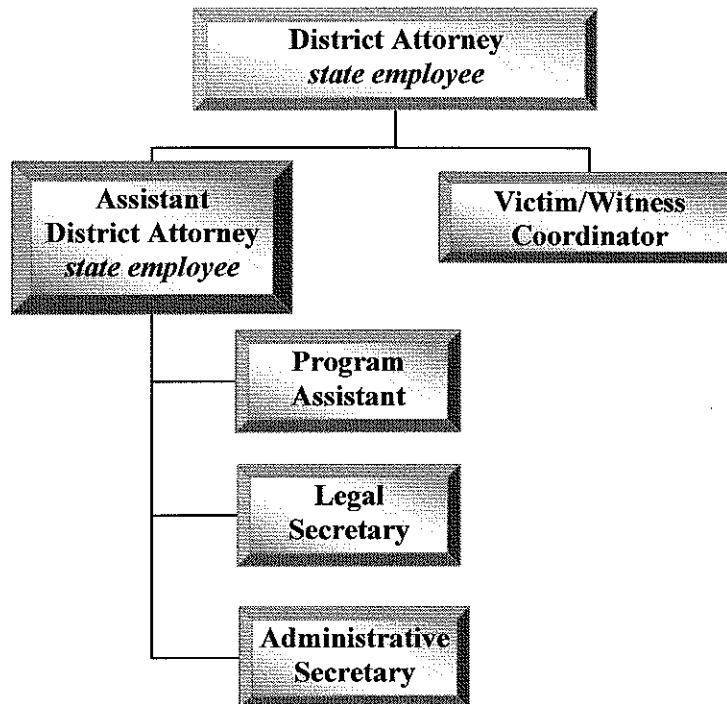 District Attorney
state employee
Assistant
District Attorney
state employee
Victim/Witness
Coordinator
Program
Assistant
Legal
Secretary
Administrative
Secretary